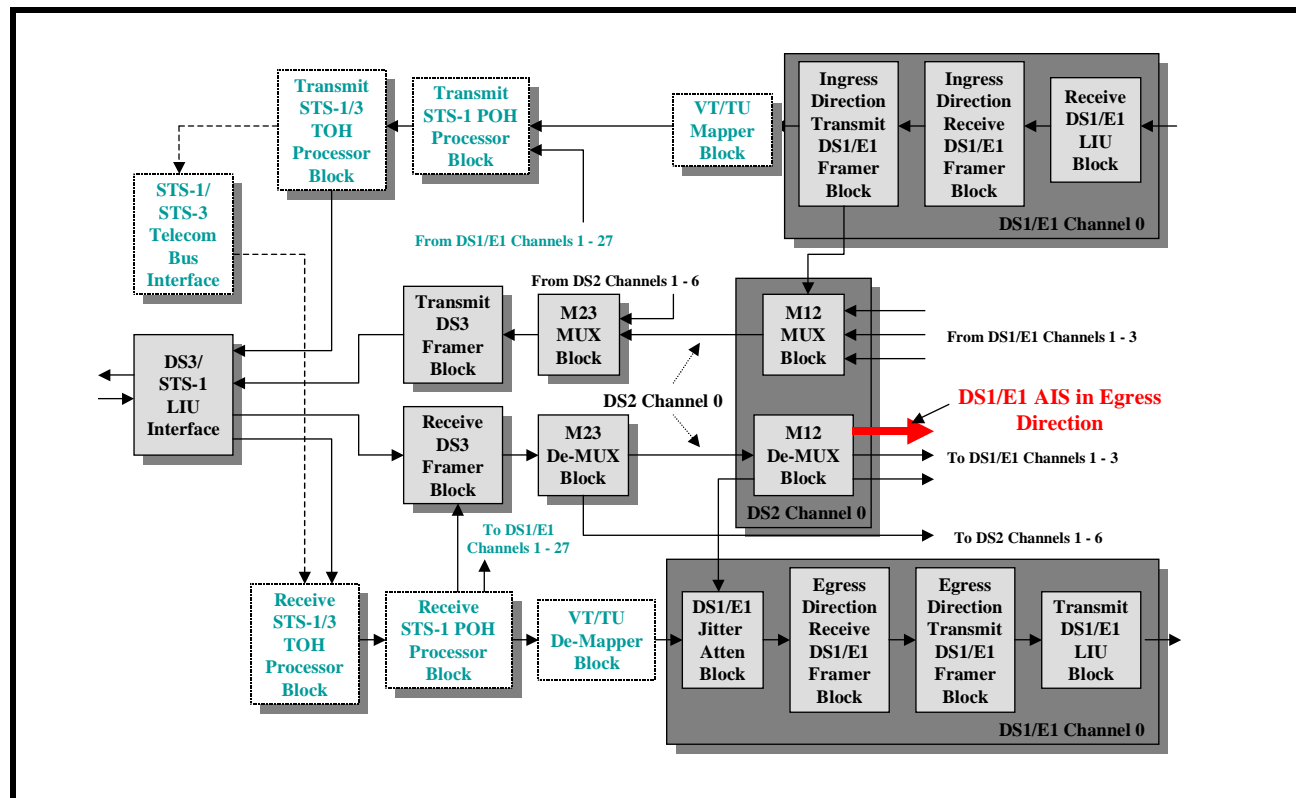 Transmit
STS-1/3
TOH
Processor
Block
Transmit
STS-1 POH
Processor
Block
VT/TU
Mapper
Block
Ingress
Direction
Transmit
DS1/E1
Framer
Block
Ingress
Direction
Receive
DS1/E1
Framer
Block
Receive
DS1/E1
LIU
Block
DS1/E1 Channel 0
STS-1/
STS-3
Telecom
Bus
Interface
From DS1/E1 Channels 1 - 27
From DS2 Channels 1 - 6
Transmit
DS3
Framer
Block
M23
MUX
Block
M12
MUX
Block
From DS1/E1 Channels 1 - 3
DS3/
STS-1
LIU
Interface
DS2 Channel 0
DS1/E1 AIS in Egress
Direction
Receive
DS3
Framer
Block
M23
De-MUX
Block
M12
De-MUX
Block
To DS1/E1 Channels 1 - 3
DS2 Channel 0
To DS1/E1
Channels 1 - 27
To DS2 Channels 1 - 6
Receive
STS-1/3
TOH
Processor
Block
Receive
STS-1 POH
Processor
Block
VT/TU
De-Mapper
Block
DS1/E1
Jitter
Atten
Block
Egress
Direction
Receive
DS1/E1
Framer
Block
Egress
Direction
Transmit
DS1/E1
Framer
Block
Transmit
DS1/E1
LIU
Block
DS1/E1 Channel 0